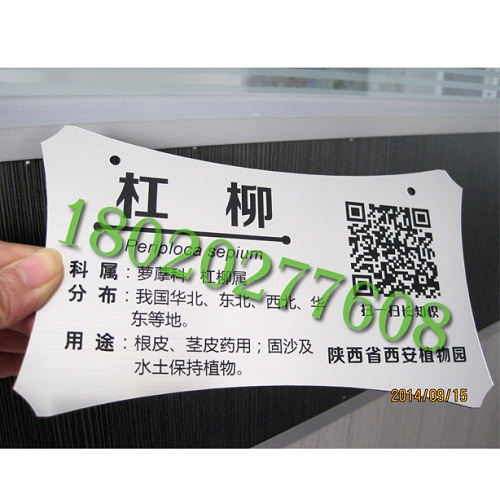 杠 柳
Periploca sepium
18020277608
科 属：萝藦科 杠柳属
分 布：我国华北、东北、西北、华
东等地。
用 途：根皮、茎皮药用；固沙及
水土保持植物。
扫一扫长知识
陕西省西安植物园
2014/09/15